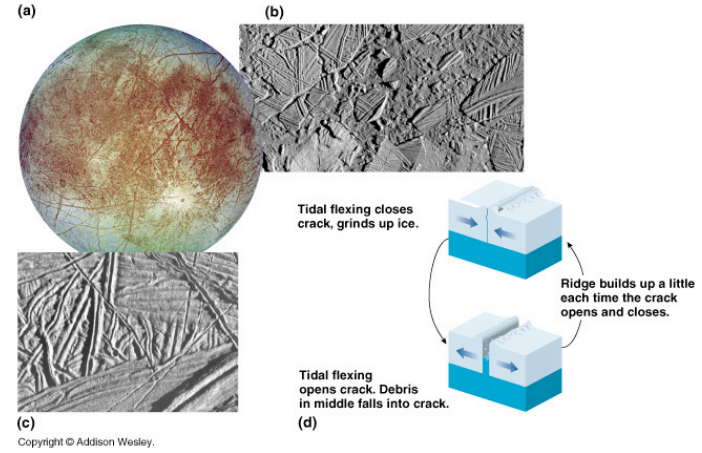 (a)
(b)
Tidal flexing closes
crack, grinds up ice.
Ridge builds up a little
each time the crack
opens and closes.
Tidal flexing
opens crack. Debris
in middle falls into crack.
(c)
(d)
Copyright © Addison Wesley.